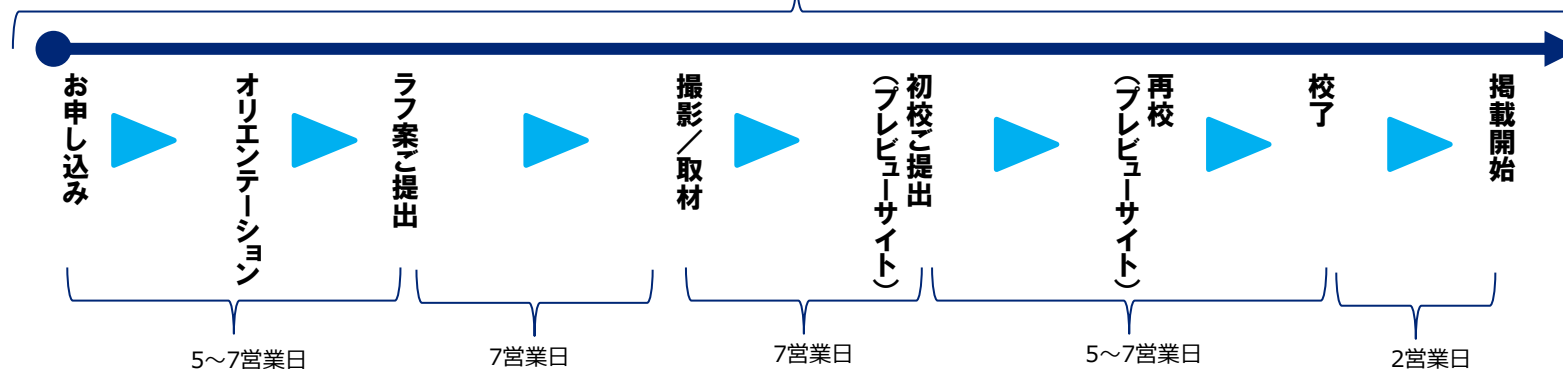 お申し込み
オリエンテーション
ラフ案ご提出
撮影／取材
初校ご提出
（プレビューサイト）
再校
（プレビューサイト）
校了
掲載開始
5～7営業日
7営業日
7営業日
5～7営業日
2営業日